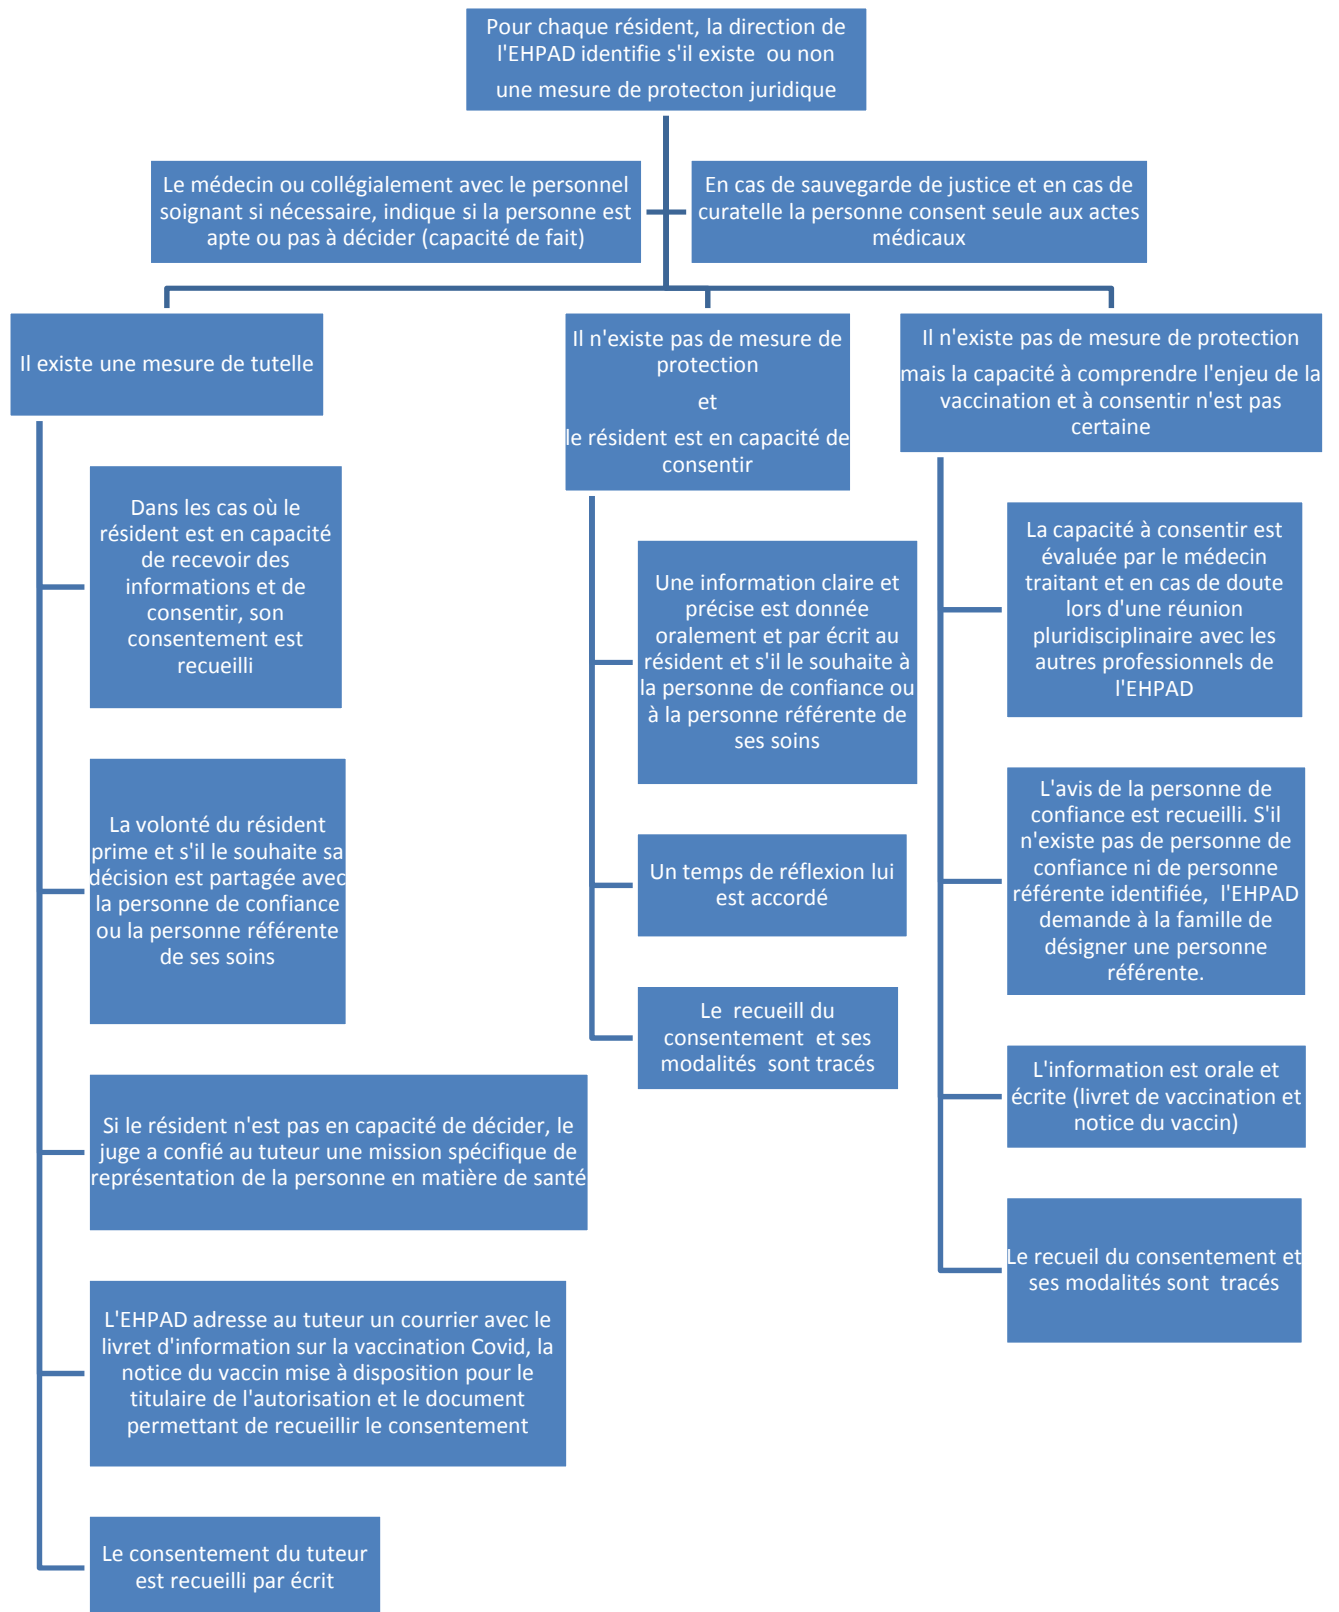 Pour chaque résident, la direction de
l'EHPAD identifie s'il existe ou non
une mesure de protecton juridique
Le médecin ou collégialement avec le personnel
soignant si nécessaire, indique si la personne est
apte ou pas à décider (capacité de fait)
En cas de sauvegarde de justice et en cas de
curatelle la personne consent seule aux actes
médicaux
Il existe une mesure de tutelle
Dans les cas où le
résident est en capacité
de recevoir des
informations et de
consentir, son
consentement est
recueilli
La volonté du résident
prime et s'il le souhaite sa
décision est partagée avec
la personne de confiance
ou la personne référente
de ses soins
Si le résident n'est pas en capacité de décider, le
juge a confié au tuteur une mission spécifique de
représentation de la personne en matière de santé
L'EHPAD adresse au tuteur un courrier avec le
livret d'information sur la vaccination Covid, la
notice du vaccin mise à disposition pour le
titulaire de l'autorisation et le document
permettant de recueillir le consentement
Le consentement du tuteur
est recueilli par écrit
Il n'existe pas de mesure de
protection
et
le résident est en capacité de
consentir
Une information claire et
précise est donnée
oralement et par écrit au
résident et s'il le souhaite à
la personne de confiance ou
à la personne référente de
ses soins
Un temps de réflexion lui
est accordé
Le recueill du
consentement et ses
modalités sont tracés
Il n'existe pas de mesure de protection
mais la capacité à comprendre l'enjeu de la
vaccination et à consentir n'est pas
certaine
La capacité à consentir est
évaluée par le médecin
traitant et en cas de doute
lors d'une réunion
pluridisciplinaire avec les
autres professionnels de
l'EHPAD
L'avis de la personne de
confiance est recueilli. S'il
n'existe pas de personne de
confiance ni de personne
référente identifiée, l'EHPAD
demande à la famille de
désigner une personne
référente.
L'information est orale et
écrite (livret de vaccination et
notice du vaccin)
Le recueil du consentement et
ses modalités sont tracés